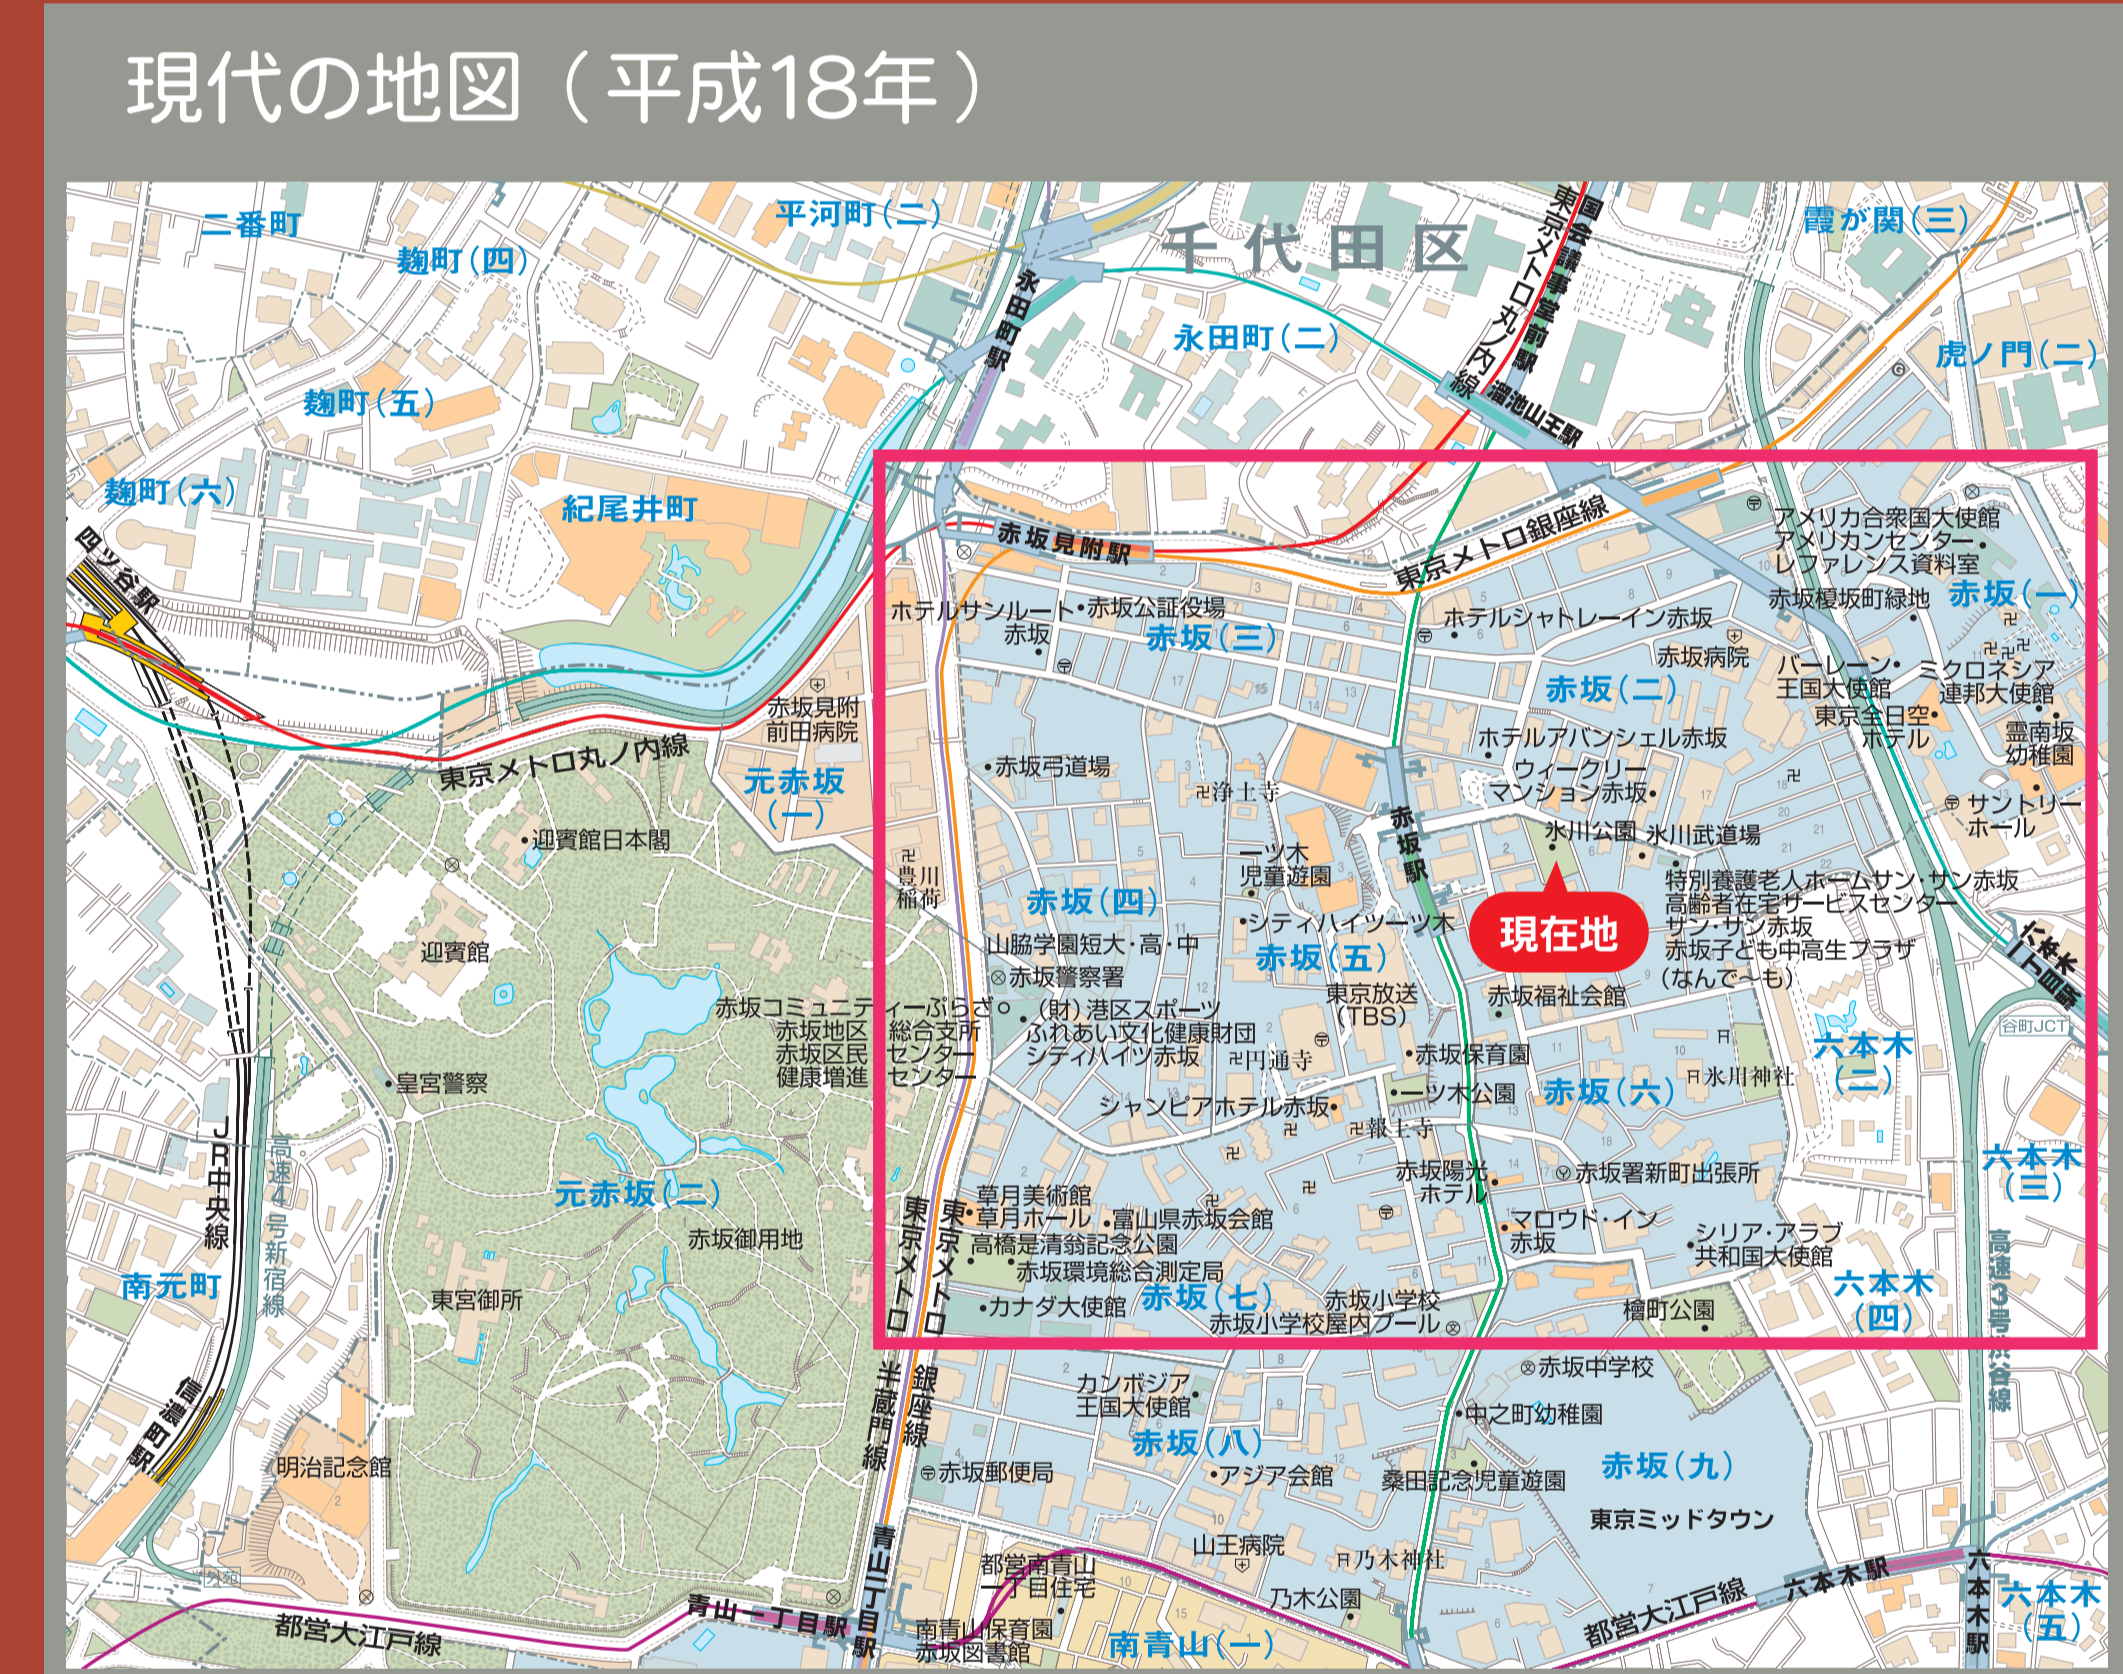 現代の地図（平成18年）
二番町
麹町(四)
平河町(二)
千代田区
霞が関(三)
麹町(五)
永田町駅
永田町(二)
東京メトロ丸ノ内線
国会議事堂前駅
溜池山王駅
虎ノ門(二)
麹町(六)
紀尾井町
四ツ谷駅
赤坂見附駅
東京メトロ銀座線
アメリカ合衆国大使館
アメリカンセンター・
レファレンス資料室
赤坂榎坂町緑地
赤坂(一)
ホテルサンルート
赤坂
赤坂公証役場
赤坂(三)
ホテルシャトレーイン赤坂
赤坂病院
赤坂(二)
バーレーン
王国大使館
ミクロネシア
連邦大使館
東京全日空
ホテル
霊南坂
幼稚園
赤坂見附
前田病院
東京メトロ丸ノ内線
元赤坂
(一)
赤坂弓道場
浄土寺
ホテルアバンシェル赤坂
ウィークリー
マンション赤坂
赤坂駅
サントリー
ホール
迎賓館日本閣
豊川
稲荷
一ツ木
児童遊園
氷川公園
氷川武道場
特別養護老人ホームサン・サン赤坂
高齢者在宅サービスセンター
サン・サン赤坂
赤坂子ども中高生プラザ
(なんで〜も)
現在地
赤坂(四)
シティハイツ一ツ木
赤坂(五)
迎賓館
山脇学園短大・高・中
赤坂警察署
六本木一丁目駅
赤坂コミュニティーぷらざ
赤坂地区 総合支所
赤坂区民 センター
健康増進 センター
(財)港区スポーツ
ふれあい文化健康財団
シティハイツ赤坂
東京放送
(TBS)
赤坂福祉会館
谷町JCT
円通寺
赤坂保育園
六本木
(二)
皇宮警察
シャンピアホテル赤坂
一ツ木公園
赤坂(六)
氷川神社
JR中央線
高速4号新宿線
報土寺
赤坂陽光
ホテル
赤坂署新町出張所
六本木
(三)
元赤坂(二)
赤坂御用地
東京メトロ半蔵門線
東京メトロ銀座線
草月美術館
草月ホール
富山県赤坂会館
高橋是清翁記念公園
赤坂環境総合測定局
マロウド・イン
赤坂
シリア・アラブ
共和国大使館
高速3号渋谷線
南元町
東宮御所
カナダ大使館
赤坂(七)
赤坂小学校
赤坂小学校屋内プール
檜町公園
六本木
(四)
信濃町駅
カンボジア
王国大使館
赤坂中学校
中之町幼稚園
明治記念館
赤坂(八)
赤坂郵便局
アジア会館
桑田記念児童遊園
赤坂(九)
東京ミッドタウン
外苑
都営大江戸線
青山一丁目駅
青山一丁目駅
都営南青山
一丁目住宅
山王病院
乃木神社
乃木公園
南青山保育園
赤坂図書館
南青山(一)
都営大江戸線
六本木駅
六本木駅
六本木
(五)